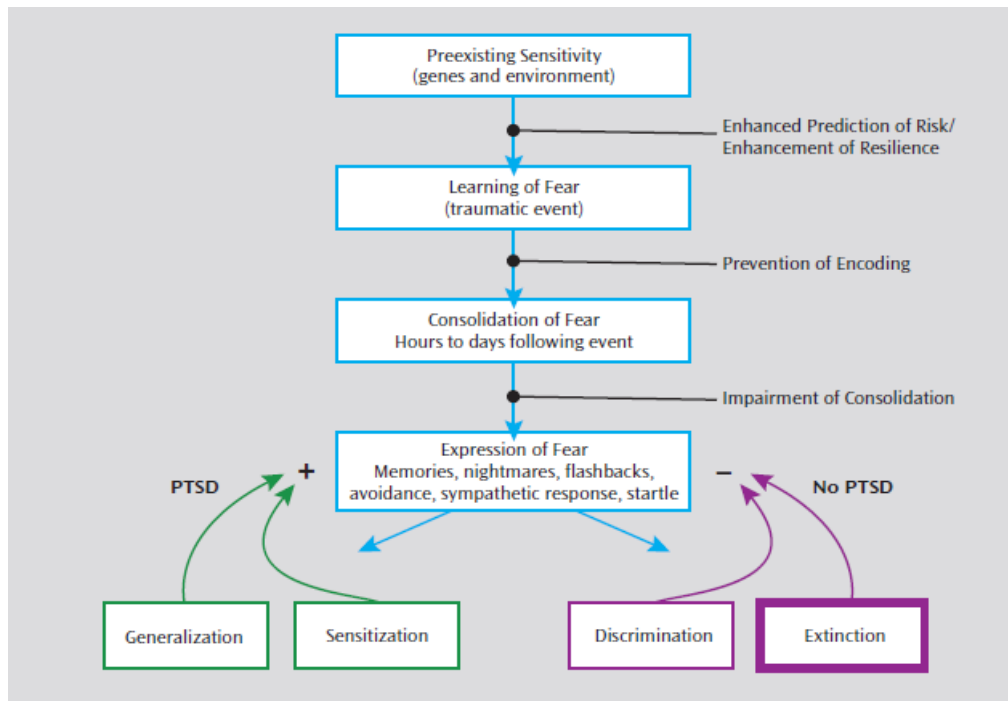 Preexisting Sensitivity
(genes and environment)
Enhanced Prediction of Risk/
Enhancement of Resilience
Learning of Fear
(traumatic event)
Prevention of Encoding
Consolidation of Fear
Hours to days following event
Impairment of Consolidation
Expression of Fear
Memories, nightmares, flashbacks,
avoidance, sympathetic response, startle
PTSD
+
–
No PTSD
Generalization
Sensitization
Discrimination
Extinction